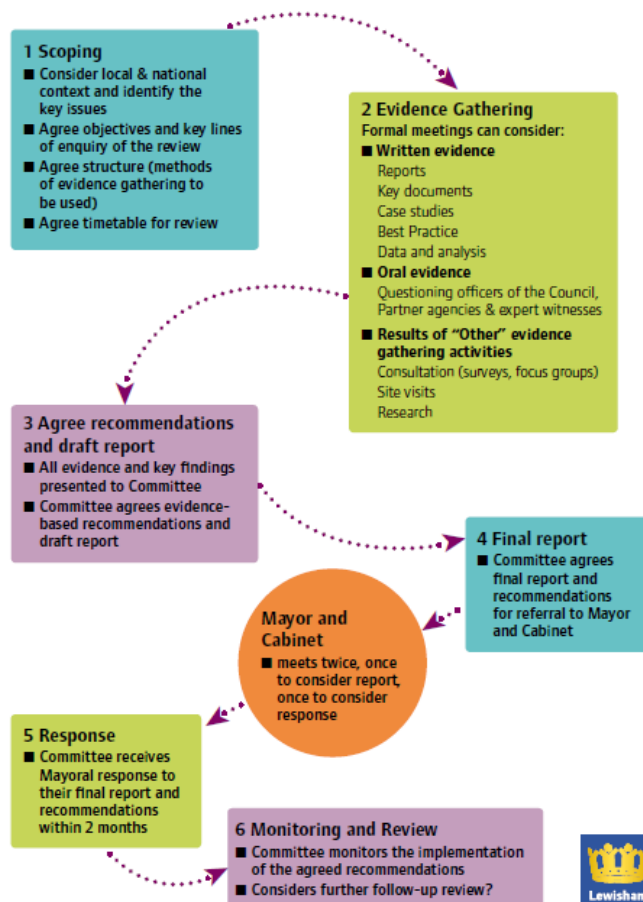 1 Scoping
■ Consider local & national
context and identify the
key issues
■ Agree objectives and key lines
of enquiry of the review
■ Agree structure (methods
of evidence gathering to
be used)
■ Agree timetable for review
2 Evidence Gathering
Formal meetings can consider:
■ Written evidence
Reports
Key documents
Case studies
Best Practice
Data and analysis
■ Oral evidence
Questioning officers of the Council,
Partner agencies & expert witnesses
■ Results of “Other” evidence
gathering activities
Consultation (surveys, focus groups)
Site visits
Research
3 Agree recommendations
and draft report
■ All evidence and key findings
presented to Committee
■ Committee agrees evidence-
based recommendations and
draft report
4 Final report
■ Committee agrees
final report and
recommendations
for referral to Mayor
and Cabinet
Mayor and
Cabinet
■ meets twice, once
to consider report,
once to consider
response
5 Response
■ Committee receives
Mayoral response to
their final report and
recommendations
within 2 months
6 Monitoring and Review
■ Committee monitors the implementation
of the agreed recommendations
■ Considers further follow-up review?
Lewisham